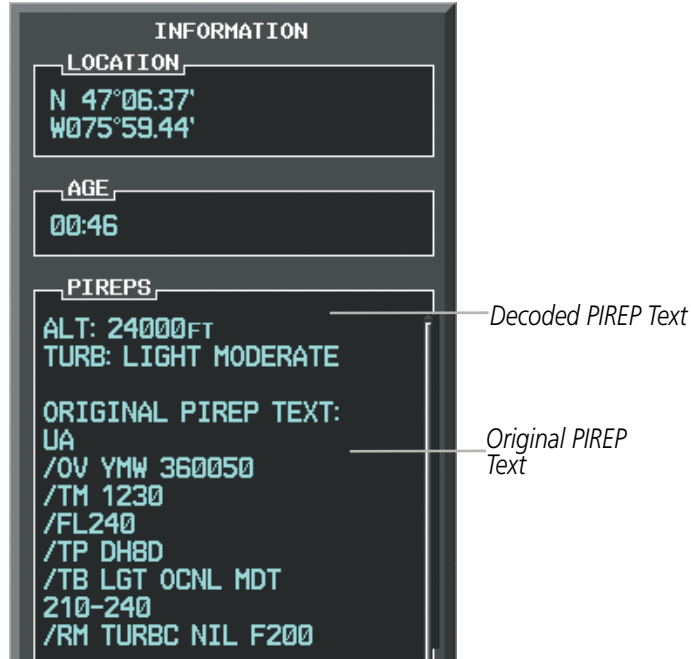 INFORMATION
LOCATION
N 47°06.37'
W075°59.44'
AGE
00:46
PIREPS
ALT: 24000FT
TURB: LIGHT MODERATE
ORIGINAL PIREP TEXT:
UA
/OV YMW 360050
/TM 1230
/FL240
/TP DH8D
/TB LGT OCNL MDT
210-240
/RM TURBC NIL F200
Decoded PIREP Text
Original PIREP
Text